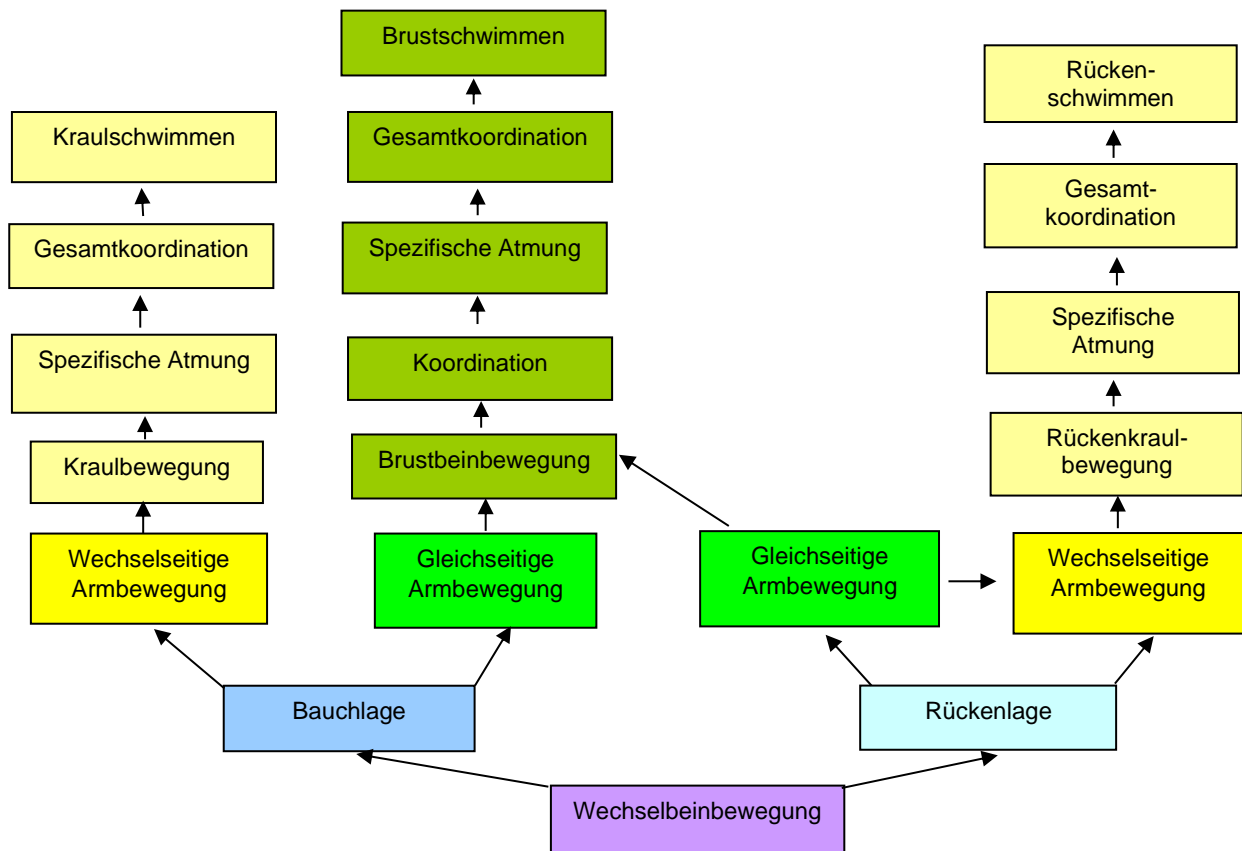 Brustschwimmen
Rücken-
schwimmen
Kraulschwimmen
Gesamtkoordination
Gesamt-
koordination
Gesamtkoordination
Spezifische Atmung
Spezifische
Atmung
Spezifische Atmung
Koordination
Rückenkraul-
bewegung
Kraulbewegung
Brustbeinbewegung
Wechselseitige
Armbewegung
Gleichseitige
Armbewegung
Gleichseitige
Armbewegung
Wechselseitige
Armbewegung
Bauchlage
Rückenlage
Wechselbeinbewegung